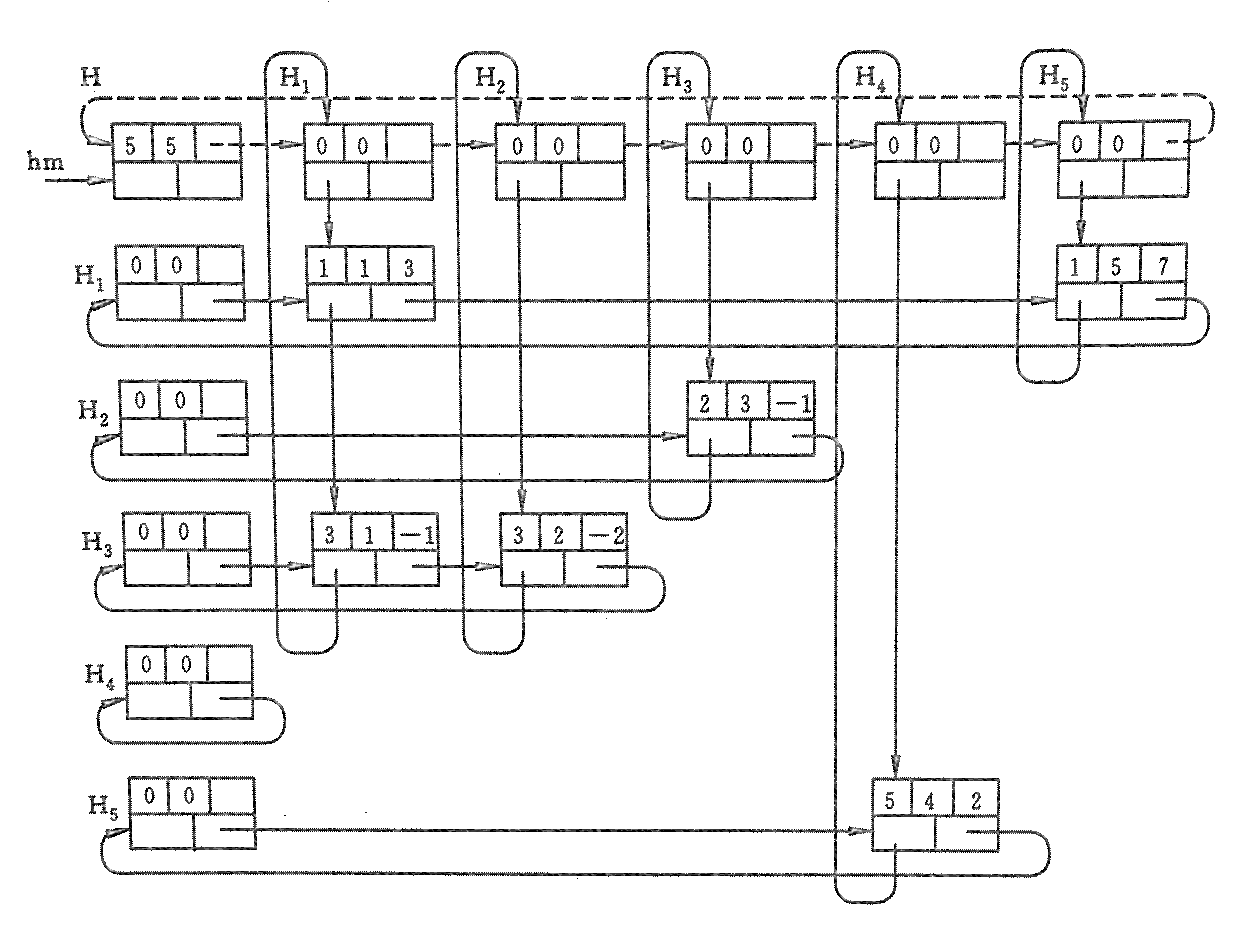 H H₁ H₂ H₃ H₄ H₅
5 5 0 0 0 0 0 0 0 0 0 0
hm
0 0 1 1 3 1 5 7
H₁
0 0 2 3 -1
H₂
0 0 3 1 -1 3 2 -2
H₃
0 0
H₄
0 0 5 4 2
H₅